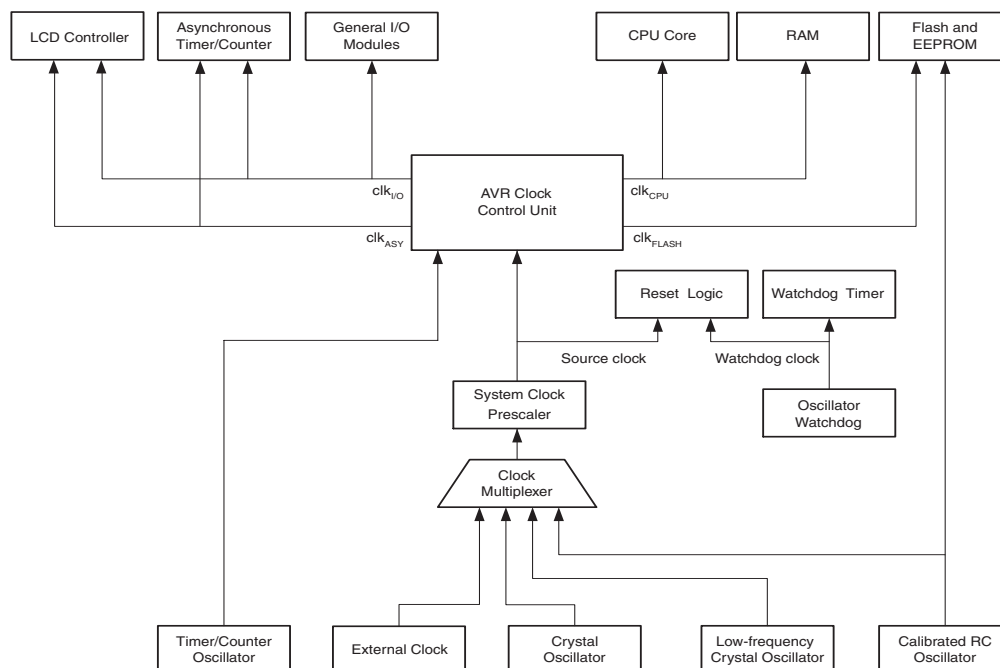 LCD Controller
Asynchronous
Timer/Counter
General I/O
Modules
CPU Core
RAM
Flash and
EEPROM
clkI/O
AVR Clock
Control Unit
clkCPU
clkASY
clkFLASH
Reset Logic
Watchdog Timer
Source clock
Watchdog clock
System Clock
Prescaler
Oscillator
Watchdog
Clock
Multiplexer
Timer/Counter
Oscillator
External Clock
Crystal
Oscillator
Low-frequency
Crystal Oscillator
Calibrated RC
Oscillator